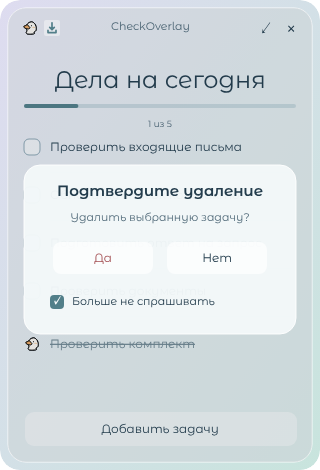 CheckOverlay
Дела на сегодня
1 из 5
Проверить входящие письма
Подтвердите удаление
Удалить выбранную задачу?
Да
Нет
Больше не спрашивать
Проверить комплект
Добавить задачу